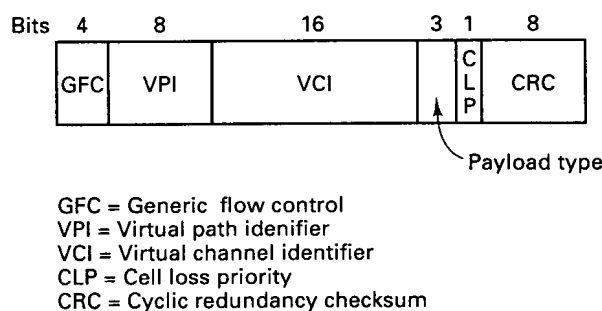 Bits 4 8 16 3 1 8
GFC VPI VCI CLP CRC
Payload type
GFC = Generic flow control
VPI = Virtual path idenifier
VCI = Virtual channel identifier
CLP = Cell loss priority
CRC = Cyclic redundancy checksum